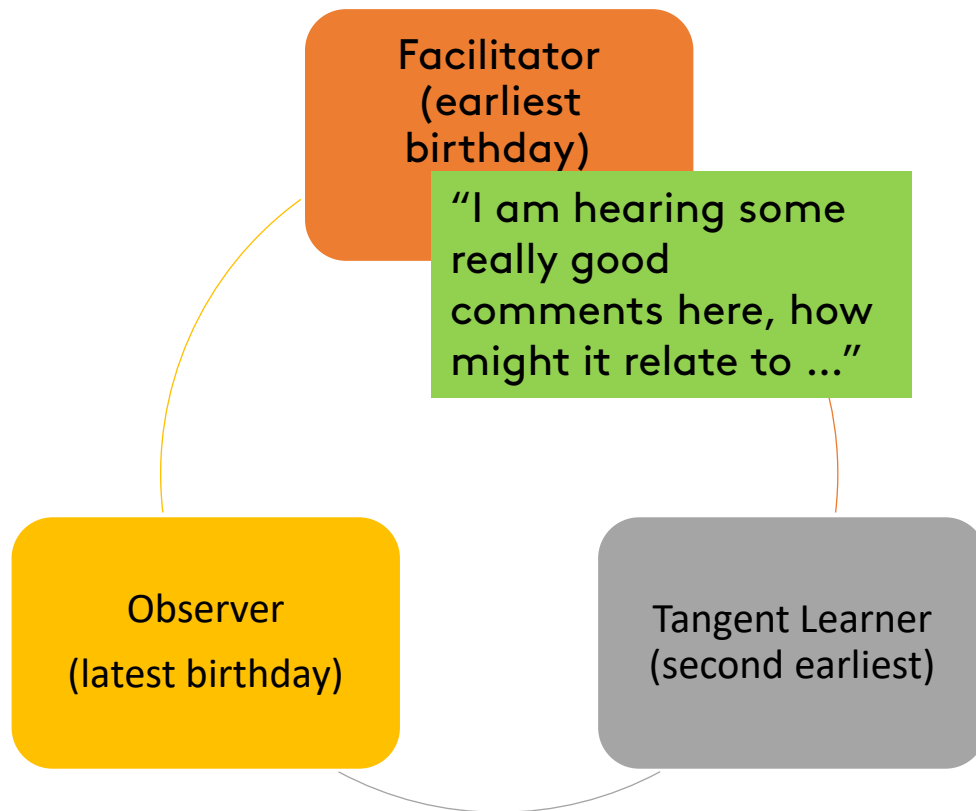 Facilitator
(earliest
birthday)
“I am hearing some
really good
comments here, how
might it relate to …”
Observer
(latest birthday)
Tangent Learner
(second earliest)